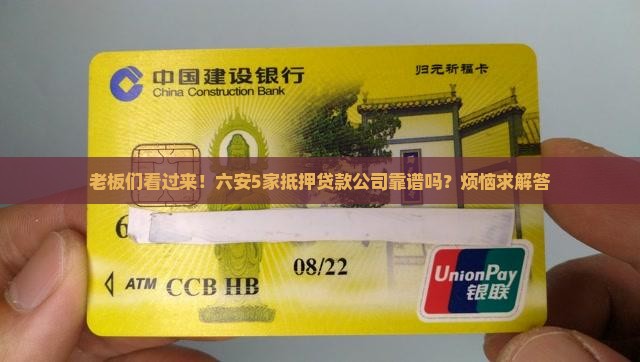 中国建设银行
China Construction Bank
归元祈福卡
老板们看过来！六安5家抵押贷款公司靠谱吗？烦恼求解答
6
08/22
ATM CCB HB
UnionPay
银联